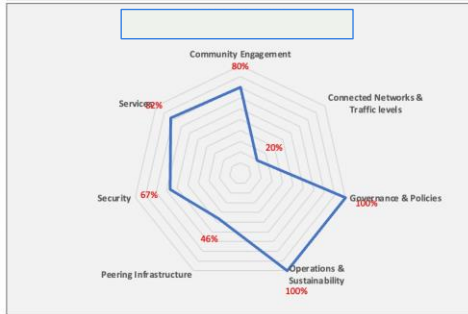 Community Engagement
80%
Services
82%
Connected Networks &
Traffic levels
20%
Security
67%
Governance & Policies
100%
46%
Peering Infrastructure
Operations &
Sustainability
100%